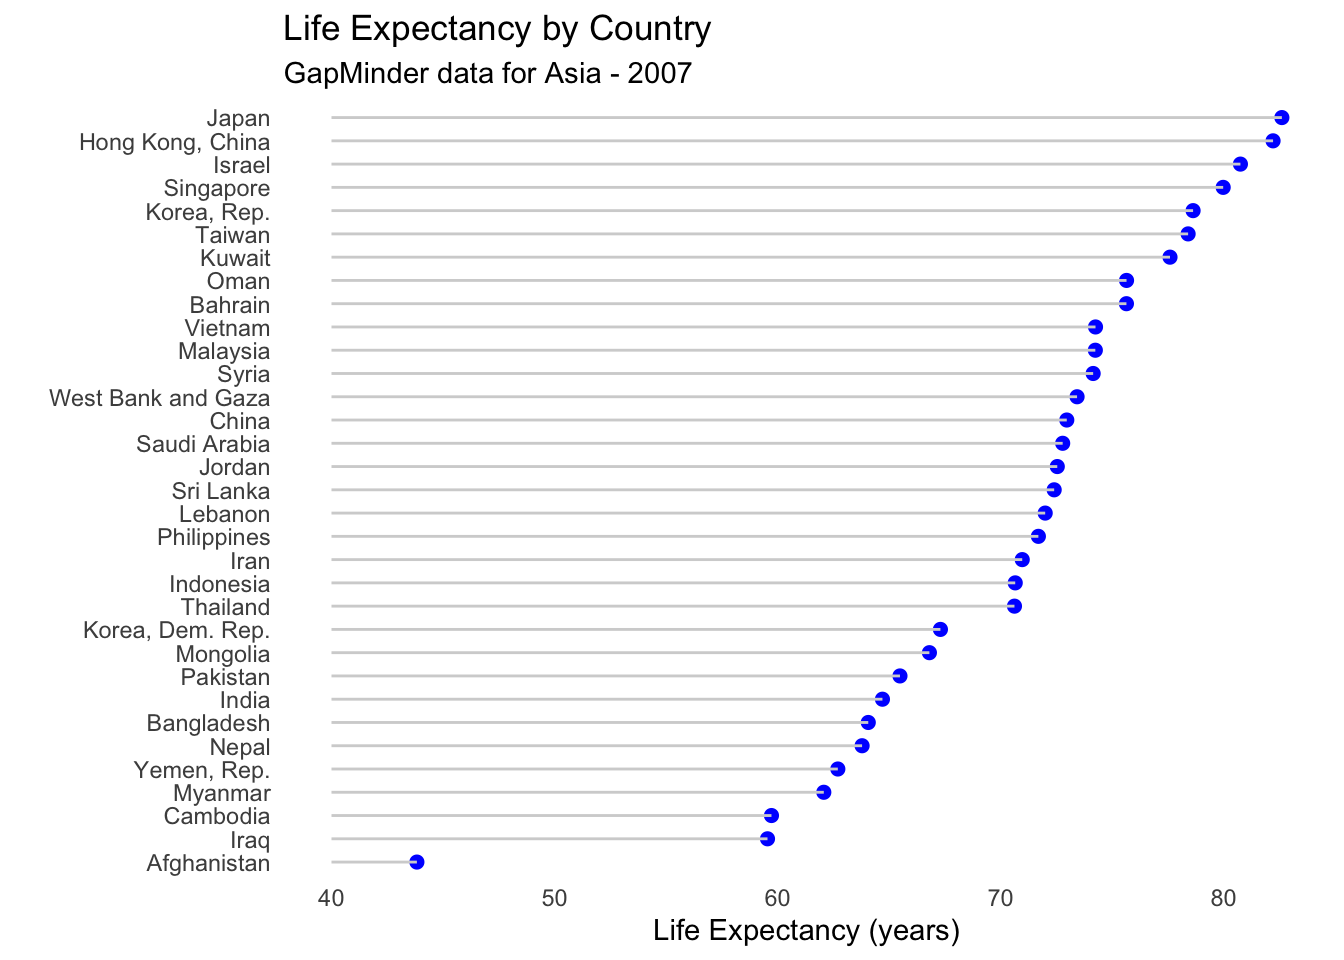 Life Expectancy by Country
GapMinder data for Asia - 2007
Japan
Hong Kong, China
Israel
Singapore
Korea, Rep.
Taiwan
Kuwait
Oman
Bahrain
Vietnam
Malaysia
Syria
West Bank and Gaza
China
Saudi Arabia
Jordan
Sri Lanka
Lebanon
Philippines
Iran
Indonesia
Thailand
Korea, Dem. Rep.
Mongolia
Pakistan
India
Bangladesh
Nepal
Yemen, Rep.
Myanmar
Cambodia
Iraq
Afghanistan
40 50 60 70 80
Life Expectancy (years)